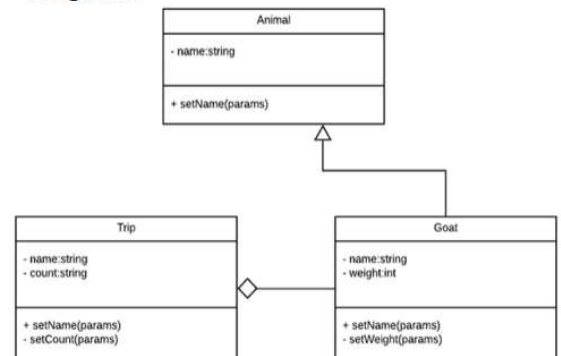 Animal
- name:string
+ setName(params)
Trip
- name:string
- count:string
+ setName(params)
- setCount(params)
Goat
- name:string
- weight:int
+ setName(params)
- setWeight(params)